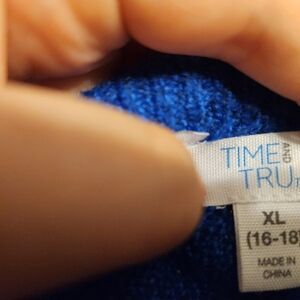 TIME AND
TRU
XL
(16-18)
MADE IN
CHINA